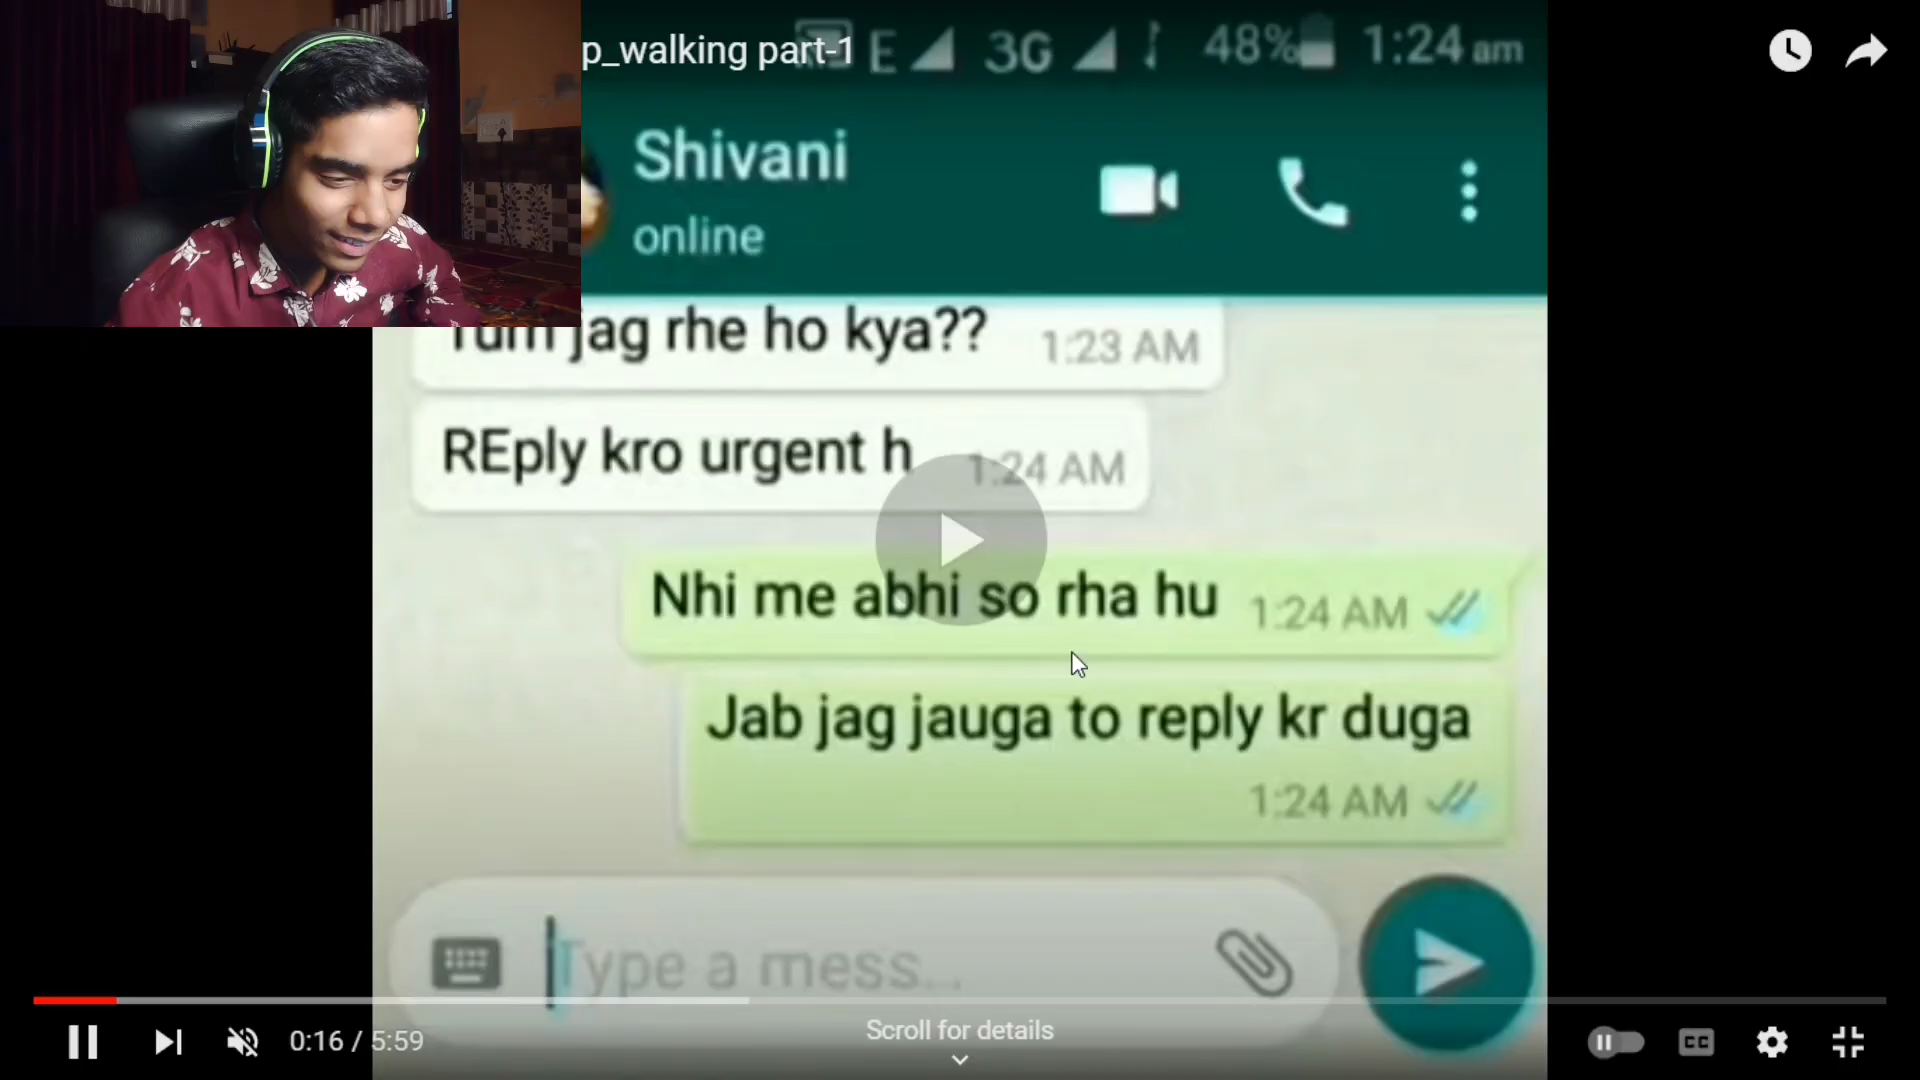 p_walking part-1
E 3G 48% 1:24 am
Shivani
online
Tum jag rhe ho kya?? 1:23 AM
REply kro urgent h 1:24 AM
Nhi me abhi so rha hu 1:24 AM
Jab jag jauga to reply kr duga
1:24 AM
Type a mess...
Scroll for details
0:16 / 5:59
CC